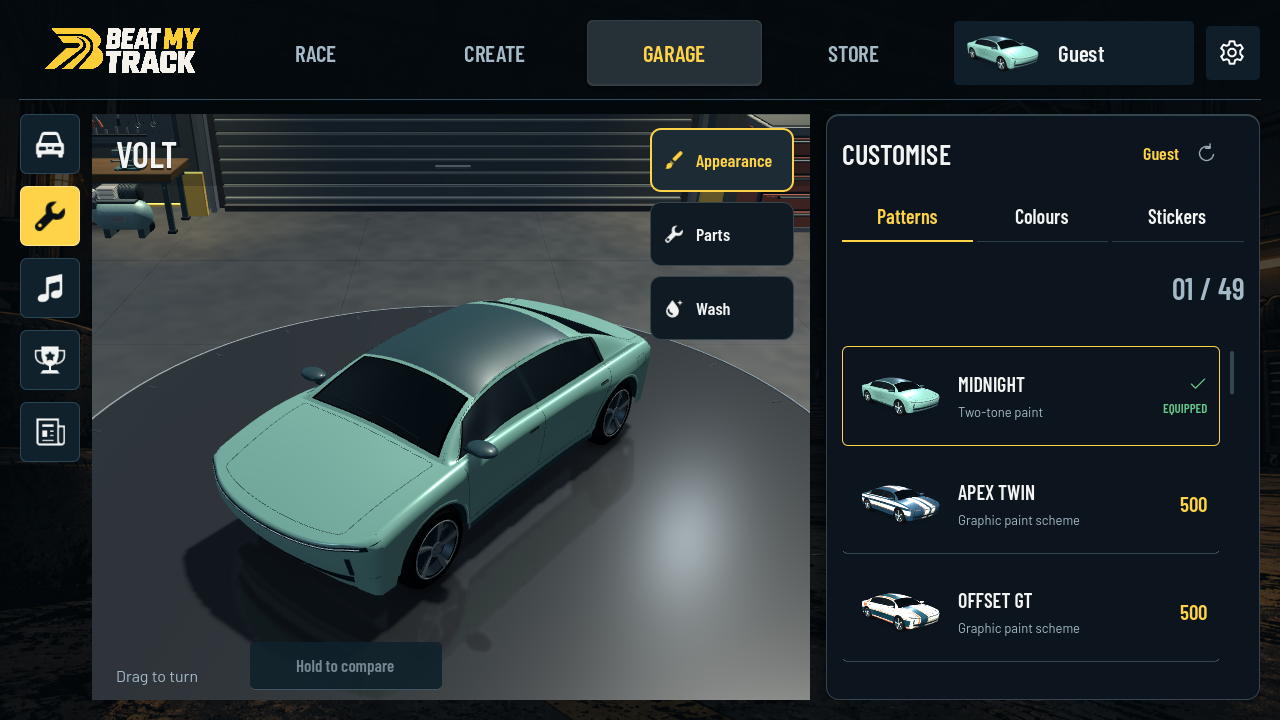 BEAT MY
TRACK
RACE
CREATE
GARAGE
STORE
Guest
VOLT
Appearance
Parts
Wash
Drag to turn
Hold to compare
CUSTOMISE
Guest
Patterns
Colours
Stickers
01 / 49
MIDNIGHT
Two-tone paint
EQUIPPED
APEX TWIN
Graphic paint scheme
500
OFFSET GT
Graphic paint scheme
500